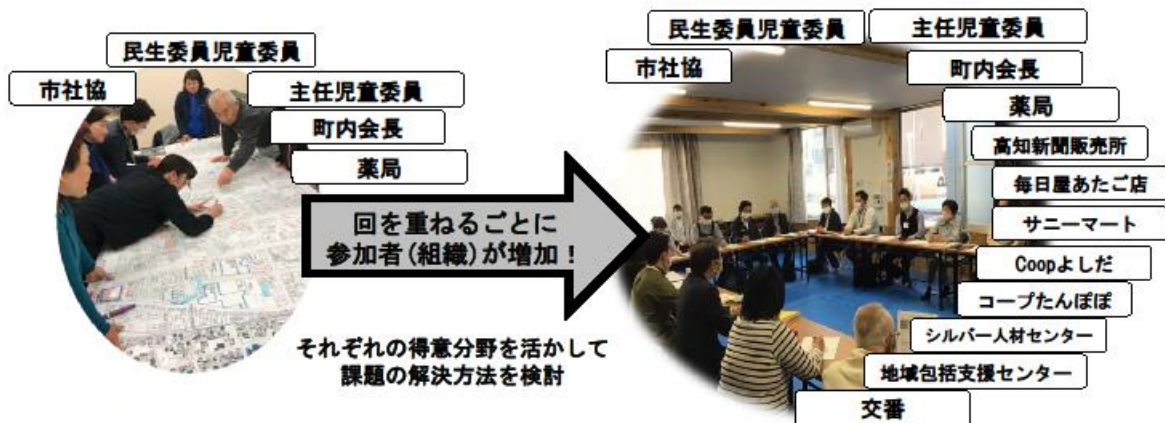 民生委員児童委員
市社協
主任児童委員
町内会長
薬局
回を重ねるごとに
参加者(組織)が増加!
それぞれの得意分野を活かして
課題の解決方法を検討
民生委員児童委員
主任児童委員
市社協
町内会長
薬局
高知新聞販売所
毎日屋あたご店
サニーマート
Coopよしだ
コープたんぽぽ
シルバー人材センター
地域包括支援センター
交番